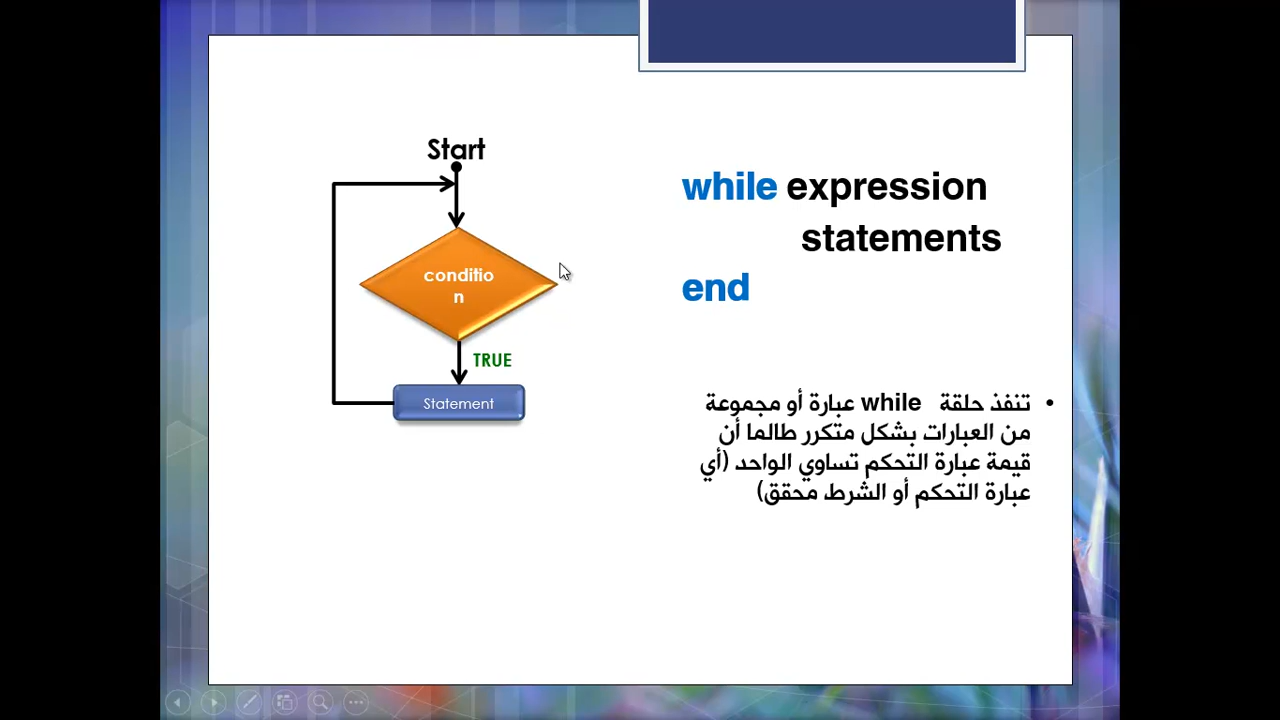 Start
conditio
n
TRUE
Statement
while expression
statements
end
• تنفذ حلقة while عبارة أو مجموعة
من العبارات بشكل متكرر طالما أن
قيمة عبارة التحكم تساوي الواحد (أي
عبارة التحكم أو الشرط محقق)